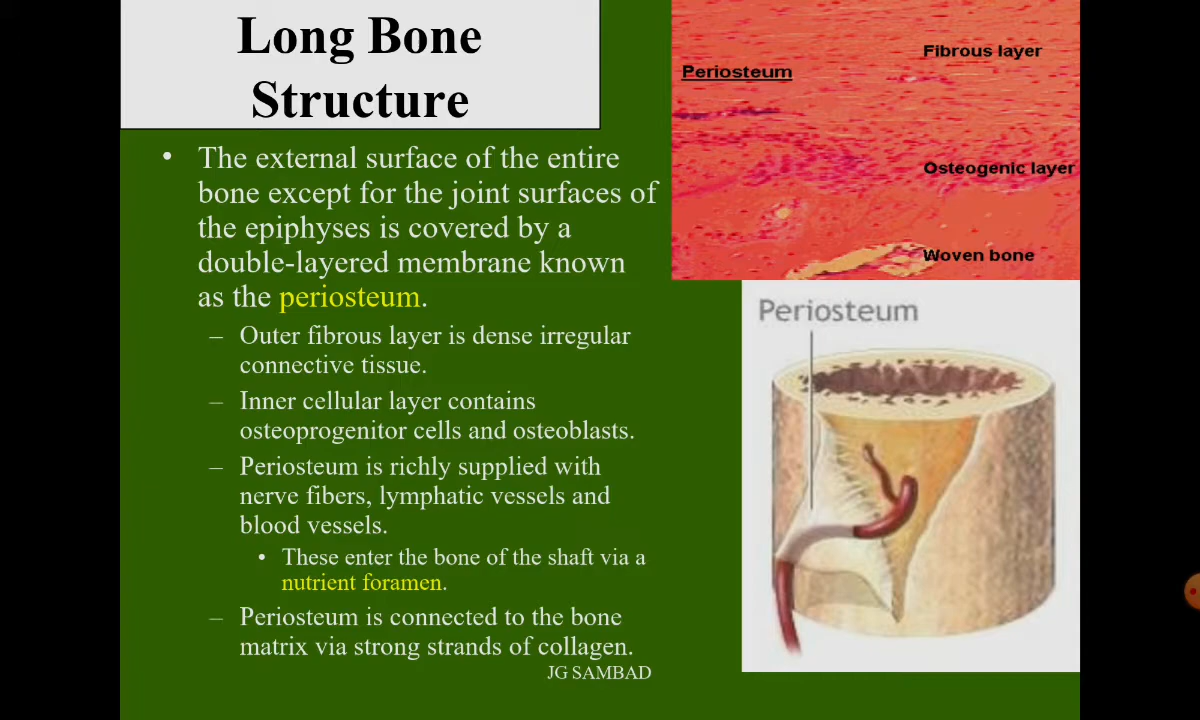 Long Bone
Structure
• The external surface of the entire
bone except for the joint surfaces of
the epiphyses is covered by a
double-layered membrane known
as the periosteum.
– Outer fibrous layer is dense irregular
connective tissue.
– Inner cellular layer contains
osteoprogenitor cells and osteoblasts.
– Periosteum is richly supplied with
nerve fibers, lymphatic vessels and
blood vessels.
• These enter the bone of the shaft via a
nutrient foramen.
– Periosteum is connected to the bone
matrix via strong strands of collagen.
JG SAMBAD
Fibrous layer
Periosteum
Osteogenic layer
Woven bone
Periosteum